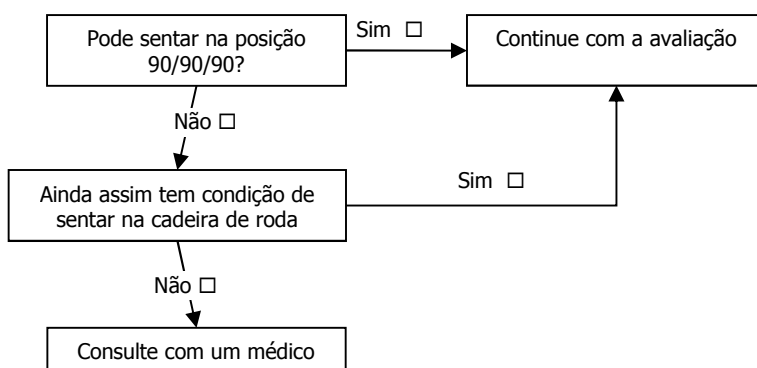 Pode sentar na posição
90/90/90?
Sim □
Continue com a avaliação
Não □
Ainda assim tem condição de
sentar na cadeira de roda
Sim □
Não □
Consulte com um médico